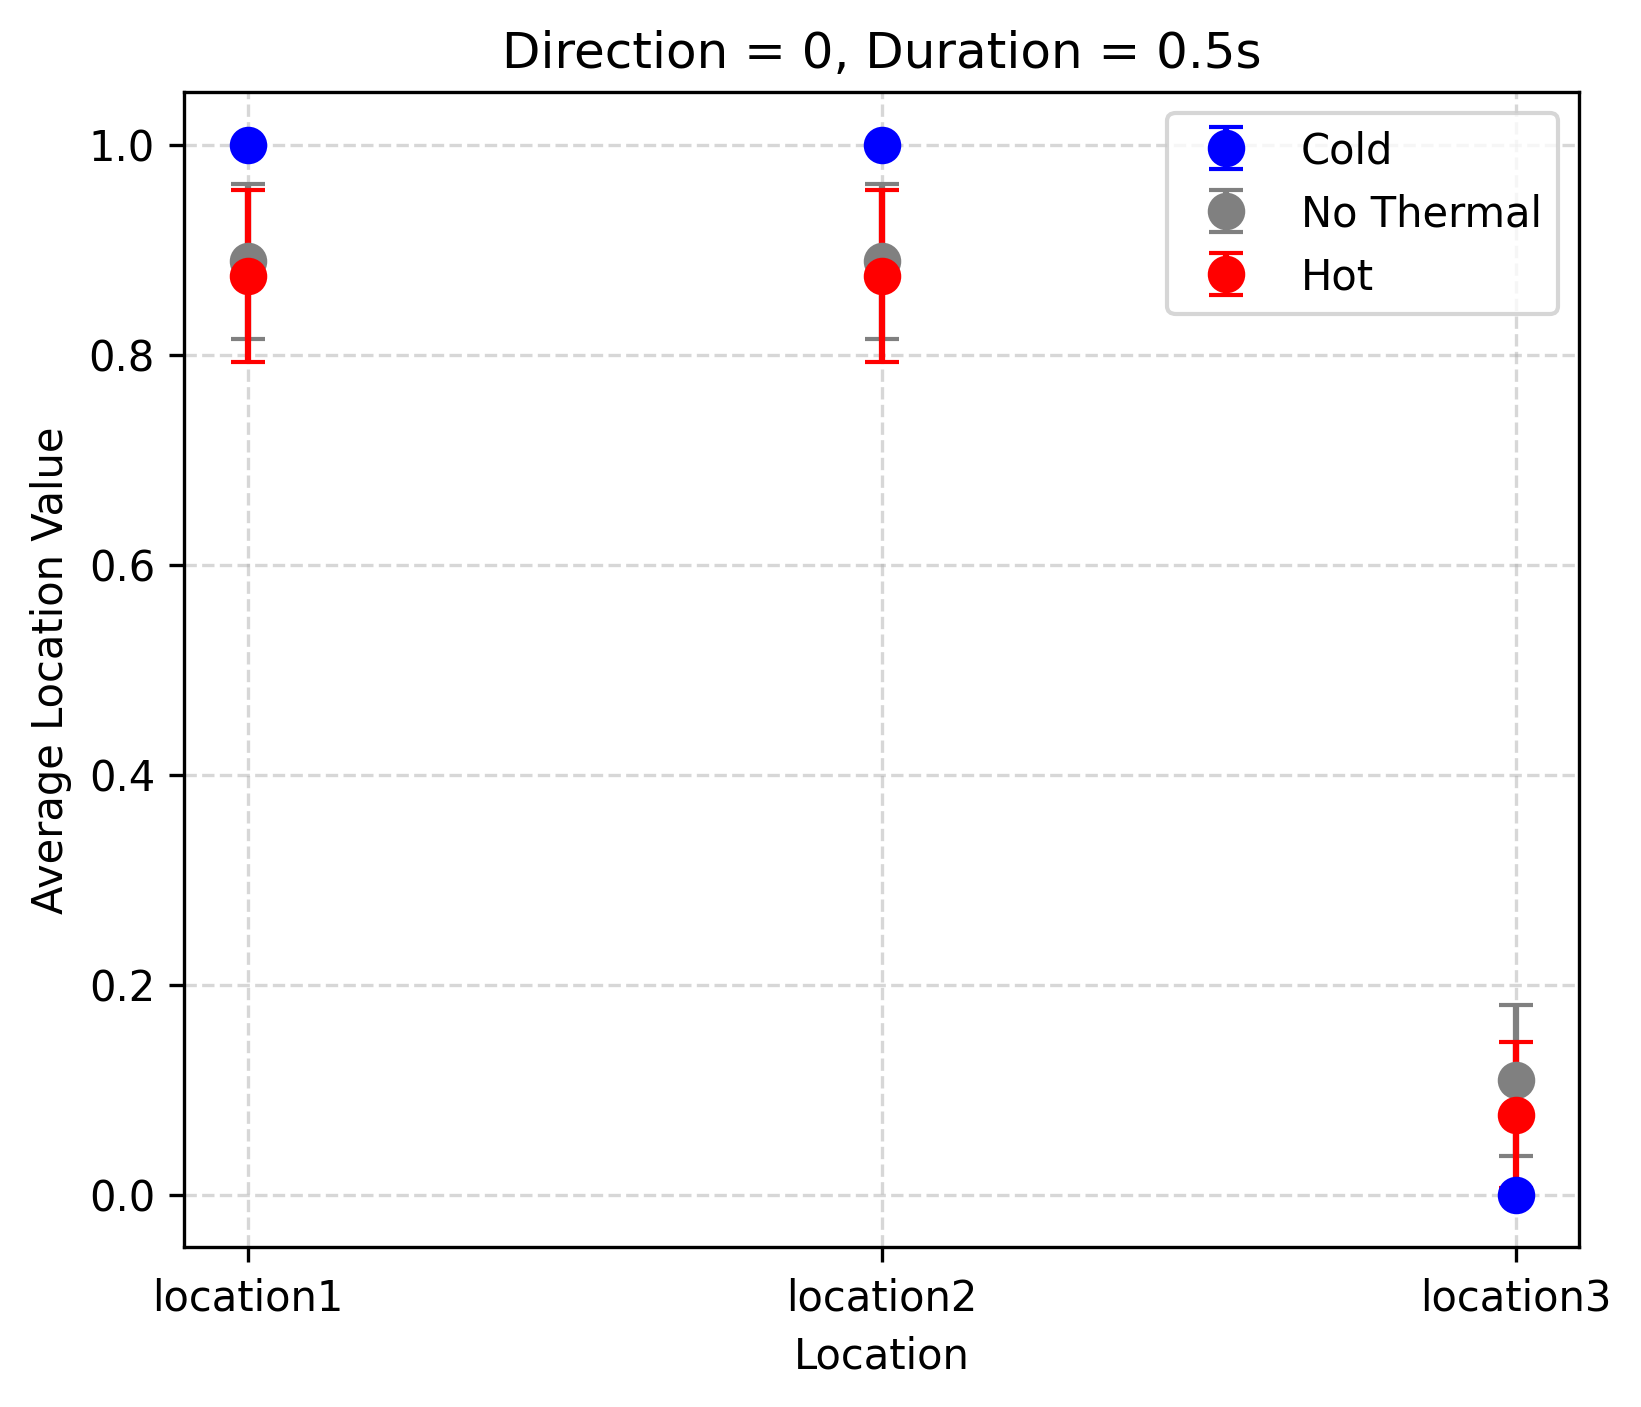 Direction = 0, Duration = 0.5s
Cold
No Thermal
Hot
1.0
0.8
0.6
0.4
0.2
0.0
Average Location Value
location1
location2
location3
Location